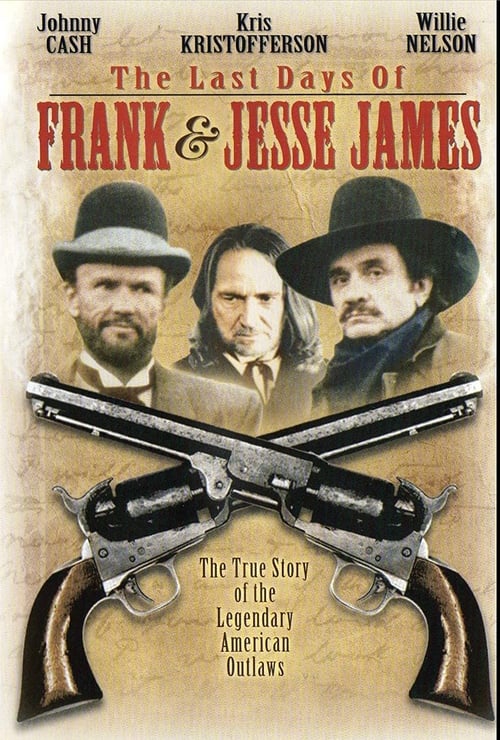 Johnny Kris Willie
CASH KRISTOFFERSON NELSON
The Last Days Of
FRANK & JESSE JAMES
The True Story
of the
Legendary
American
Outlaws